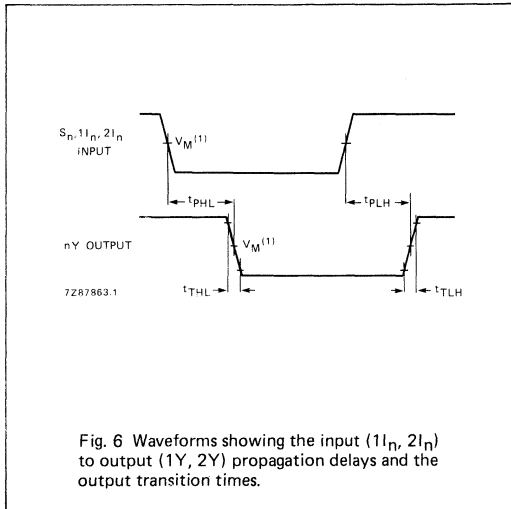 Sn, 1In, 2In
INPUT
VM(1)
tPHL
tPLH
nY OUTPUT
VM(1)
7Z87863.1
tTHL
tTLH
Fig. 6 Waveforms showing the input (1In, 2In)
to output (1Y, 2Y) propagation delays and the
output transition times.